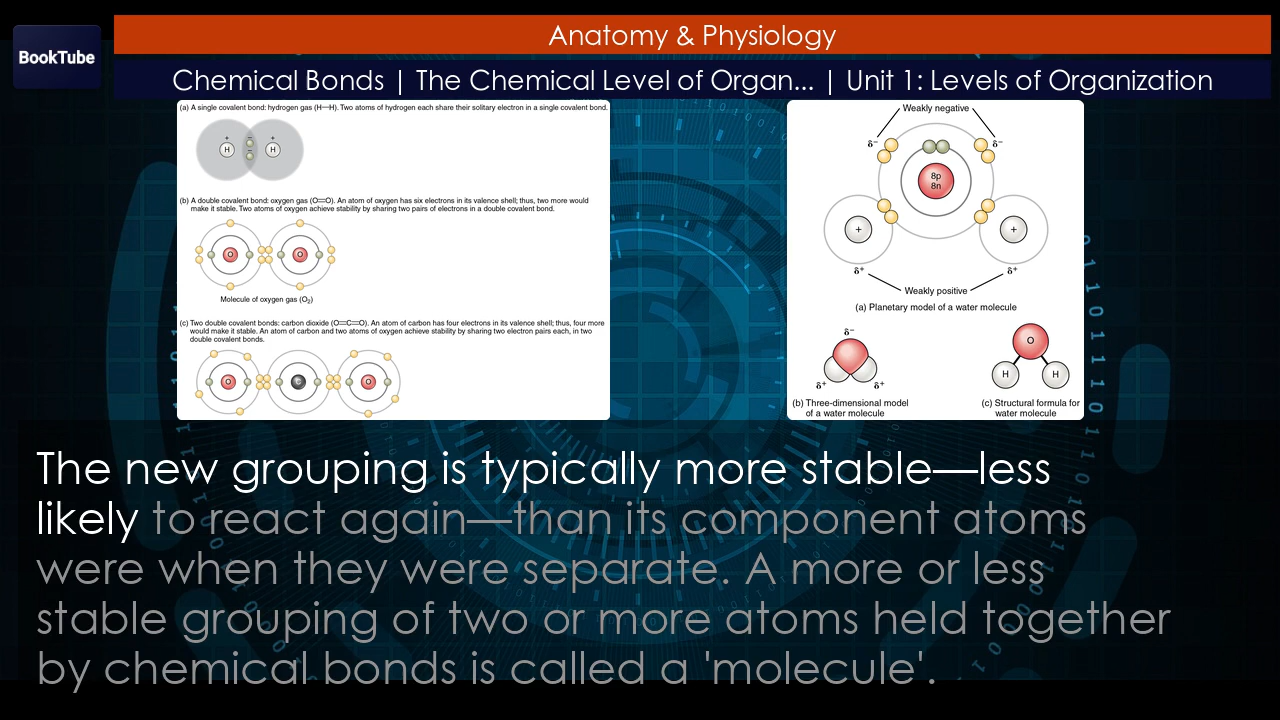 BookTube
Anatomy & Physiology
Chemical Bonds | The Chemical Level of Organ... | Unit 1: Levels of Organization
(a) A single covalent bond: hydrogen gas (H—H). Two atoms of hydrogen each share their solitary electron in a single covalent bond.
+ − +
H − H
(b) A double covalent bond: oxygen gas (O=O). An atom of oxygen has six electrons in its valence shell; thus, two more would
make it stable. Two atoms of oxygen achieve stability by sharing two pairs of electrons in a double covalent bond.
O O
Molecule of oxygen gas (O₂)
(c) Two double covalent bonds: carbon dioxide (O=C=O). An atom of carbon has four electrons in its valence shell; thus, four more
would make it stable. An atom of carbon and two atoms of oxygen achieve stability by sharing two electron pairs each, in two
double covalent bonds.
O C O
Weakly negative
δ− δ−
8p
8n
+ +
δ+ δ+
Weakly positive
(a) Planetary model of a water molecule
δ−
δ+ δ+
(b) Three-dimensional model
of a water molecule
O
H H
(c) Structural formula for
water molecule
The new grouping is typically more stable—less
likely to react again—than its component atoms
were when they were separate. A more or less
stable grouping of two or more atoms held together
by chemical bonds is called a 'molecule'.